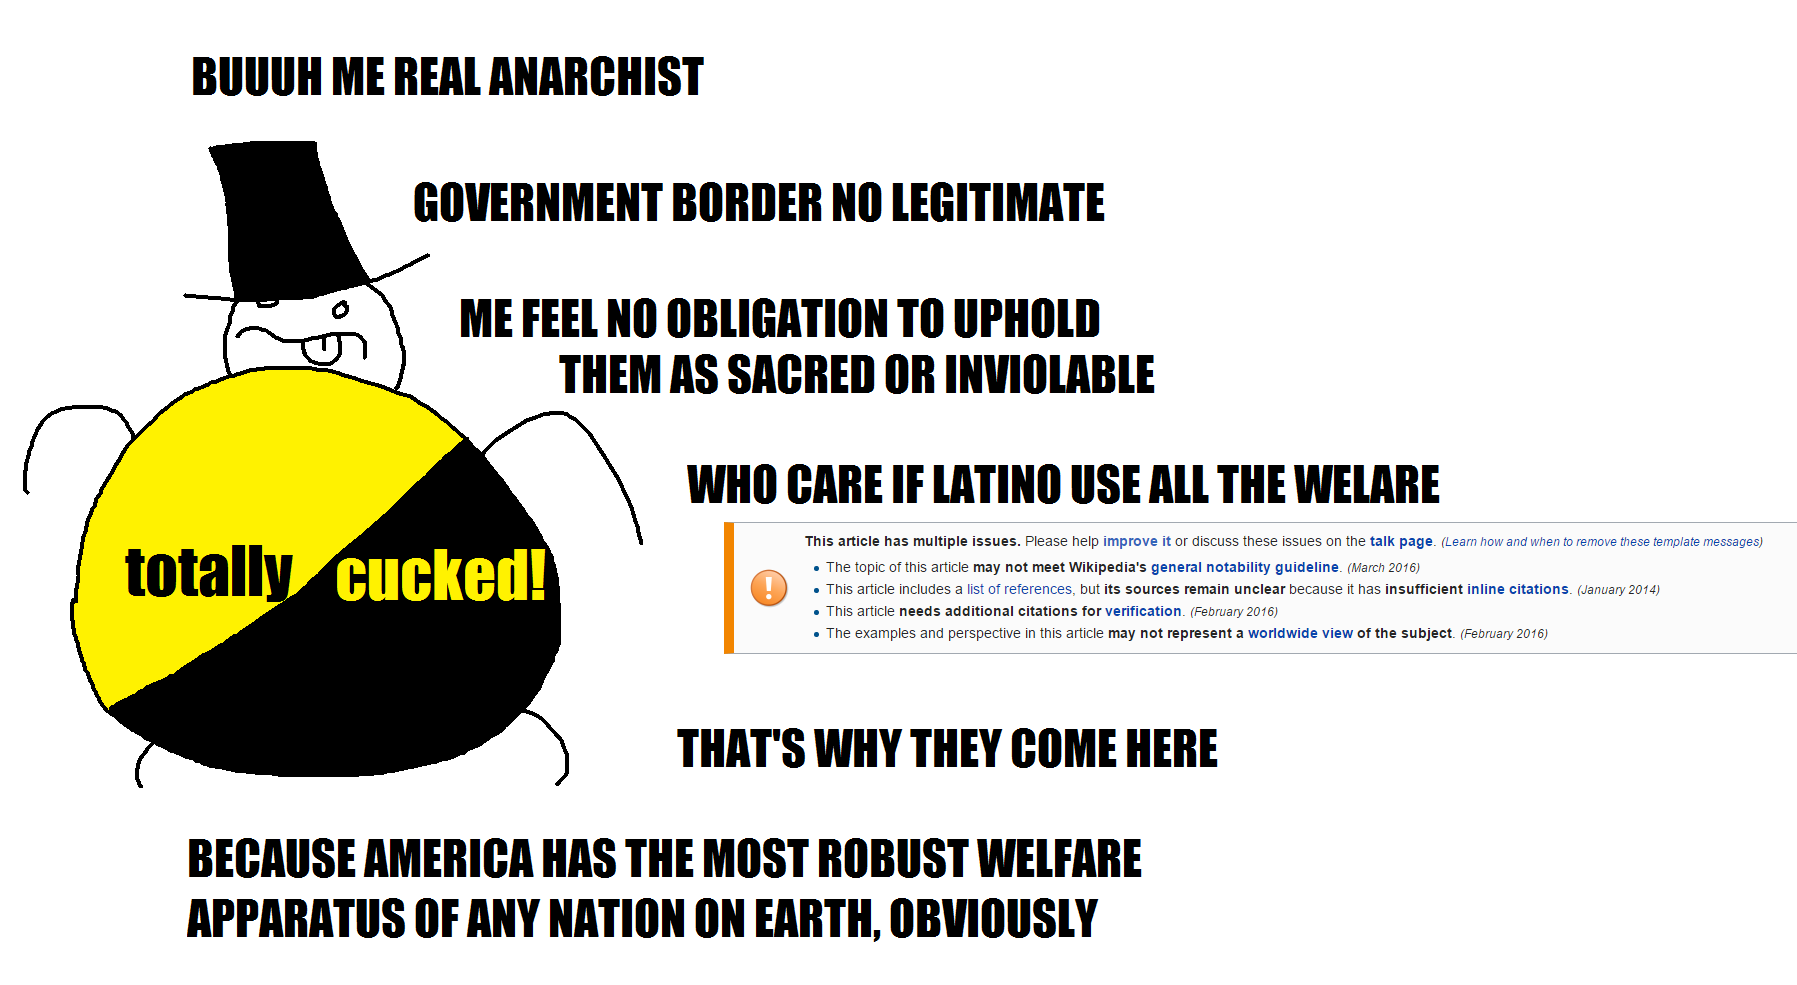 BUUUH ME REAL ANARCHIST
GOVERNMENT BORDER NO LEGITIMATE
ME FEEL NO OBLIGATION TO UPHOLD
THEM AS SACRED OR INVIOLABLE
WHO CARE IF LATINO USE ALL THE WELARE
This article has multiple issues. Please help improve it or discuss these issues on the talk page. (Learn how and when to remove these template messages)
• The topic of this article may not meet Wikipedia's general notability guideline. (March 2016)
• This article includes a list of references, but its sources remain unclear because it has insufficient inline citations. (January 2014)
• This article needs additional citations for verification. (February 2016)
• The examples and perspective in this article may not represent a worldwide view of the subject. (February 2016)
totally cucked!
THAT'S WHY THEY COME HERE
BECAUSE AMERICA HAS THE MOST ROBUST WELFARE
APPARATUS OF ANY NATION ON EARTH, OBVIOUSLY